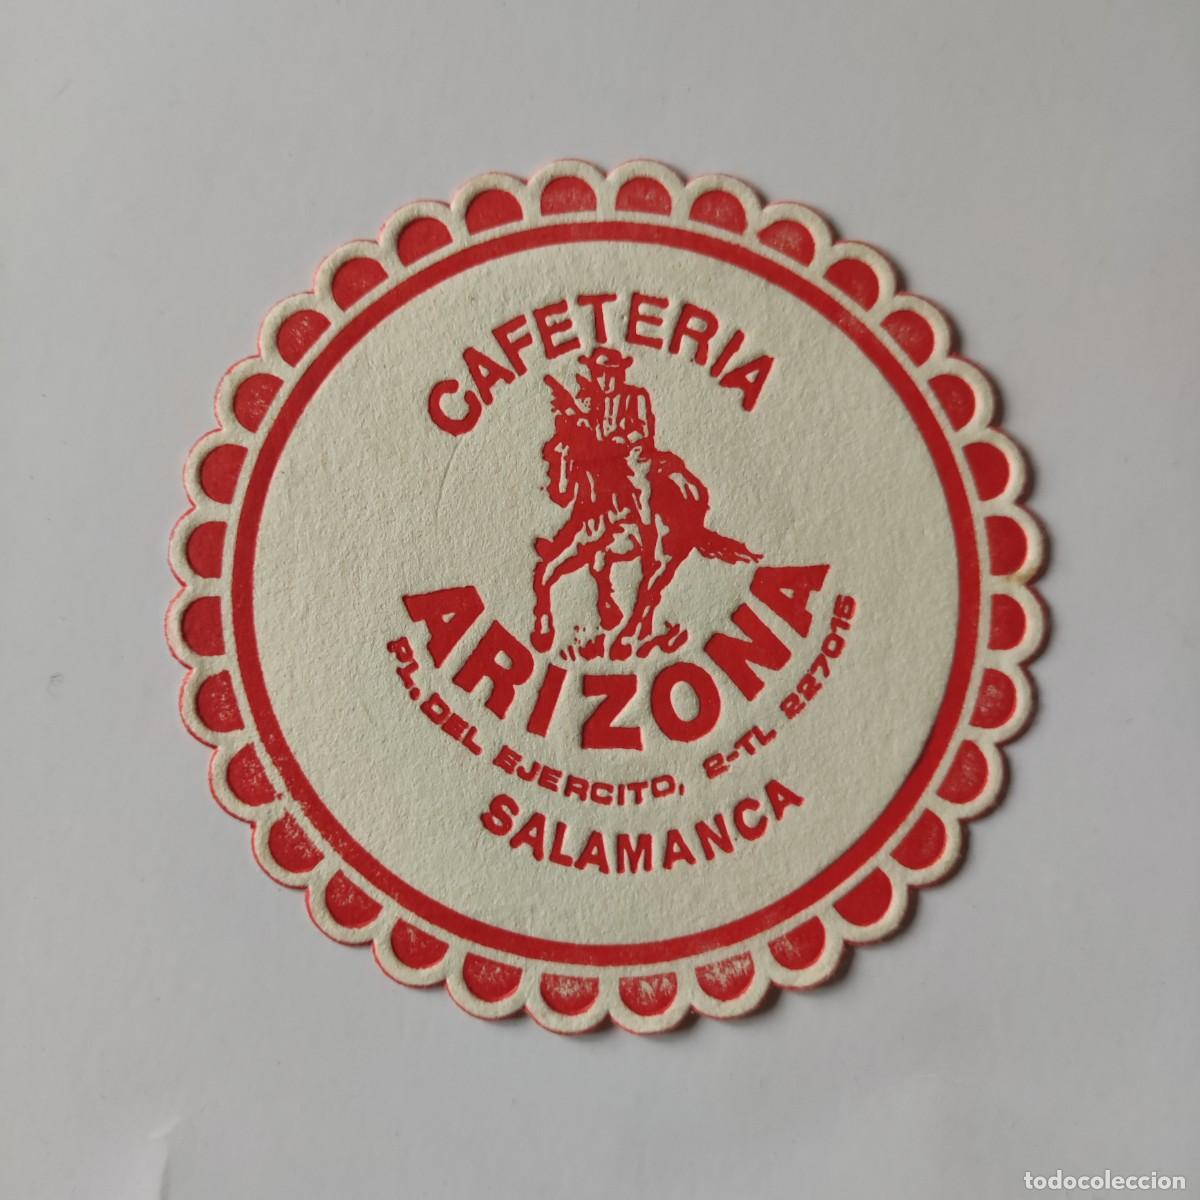 CAFETERIA
ARIZONA
PL. DEL EJERCITO, 2-TL 227015
SALAMANCA
todocoleccion